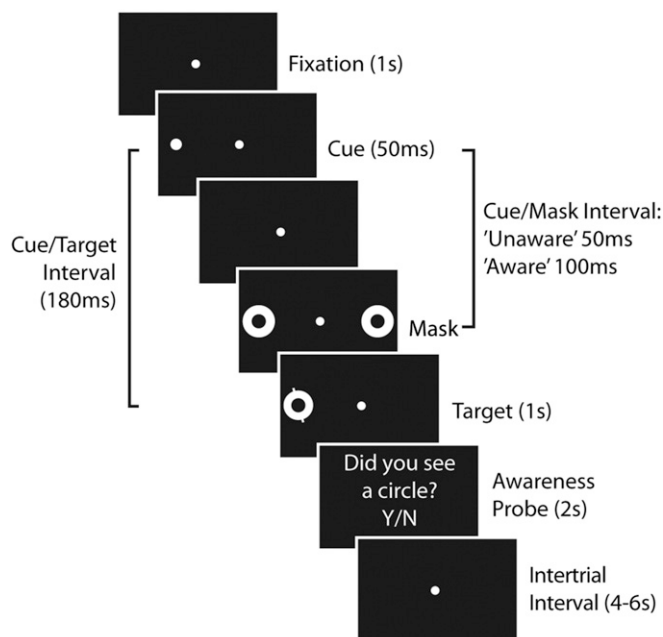 Fixation (1s)
Cue (50ms)
Cue/Target
Interval
(180ms)
Cue/Mask Interval:
'Unaware' 50ms
'Aware' 100ms
Mask
Target (1s)
Did you see
a circle?
Y/N
Awareness
Probe (2s)
Intertrial
Interval (4-6s)